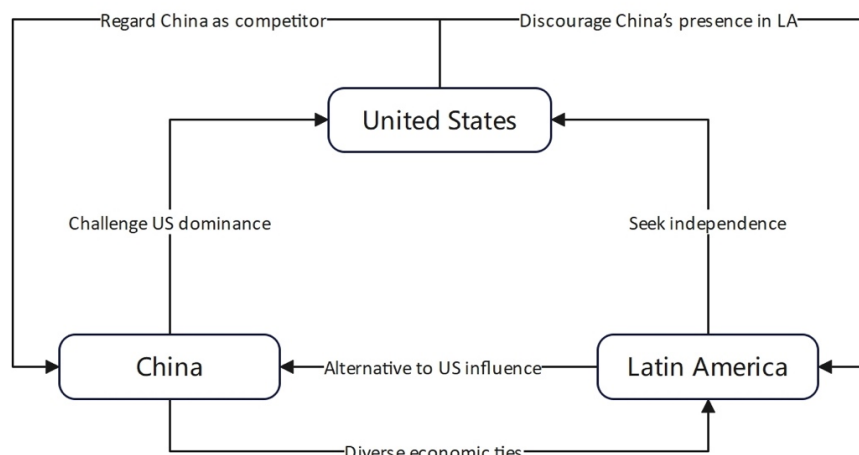 Regard China as competitor
Discourage China's presence in LA
United States
Challenge US dominance
Seek independence
China
Alternative to US influence
Latin America
Diverse economic ties